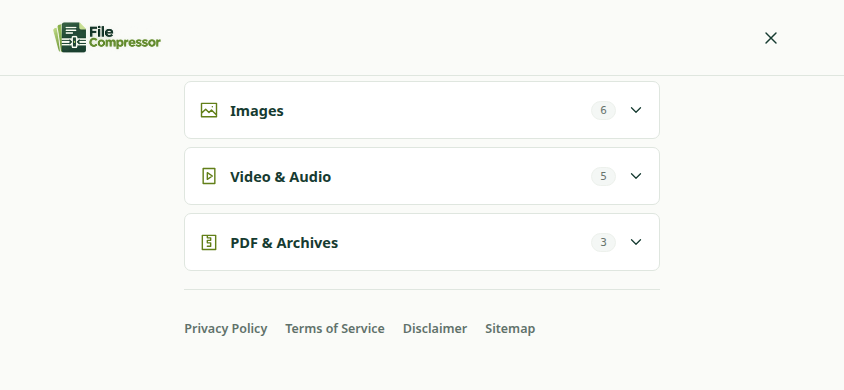 File
Compressor
Images 6
Video & Audio 5
PDF & Archives 3
Privacy Policy Terms of Service Disclaimer Sitemap